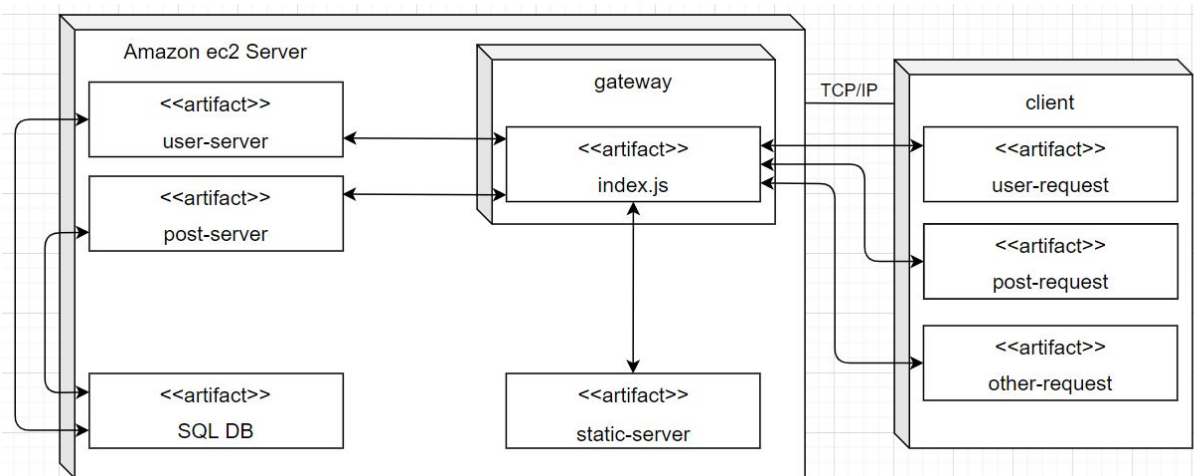 Amazon ec2 Server
<<artifact>>
user-server
<<artifact>>
post-server
<<artifact>>
SQL DB
gateway
<<artifact>>
index.js
<<artifact>>
static-server
TCP/IP
client
<<artifact>>
user-request
<<artifact>>
post-request
<<artifact>>
other-request